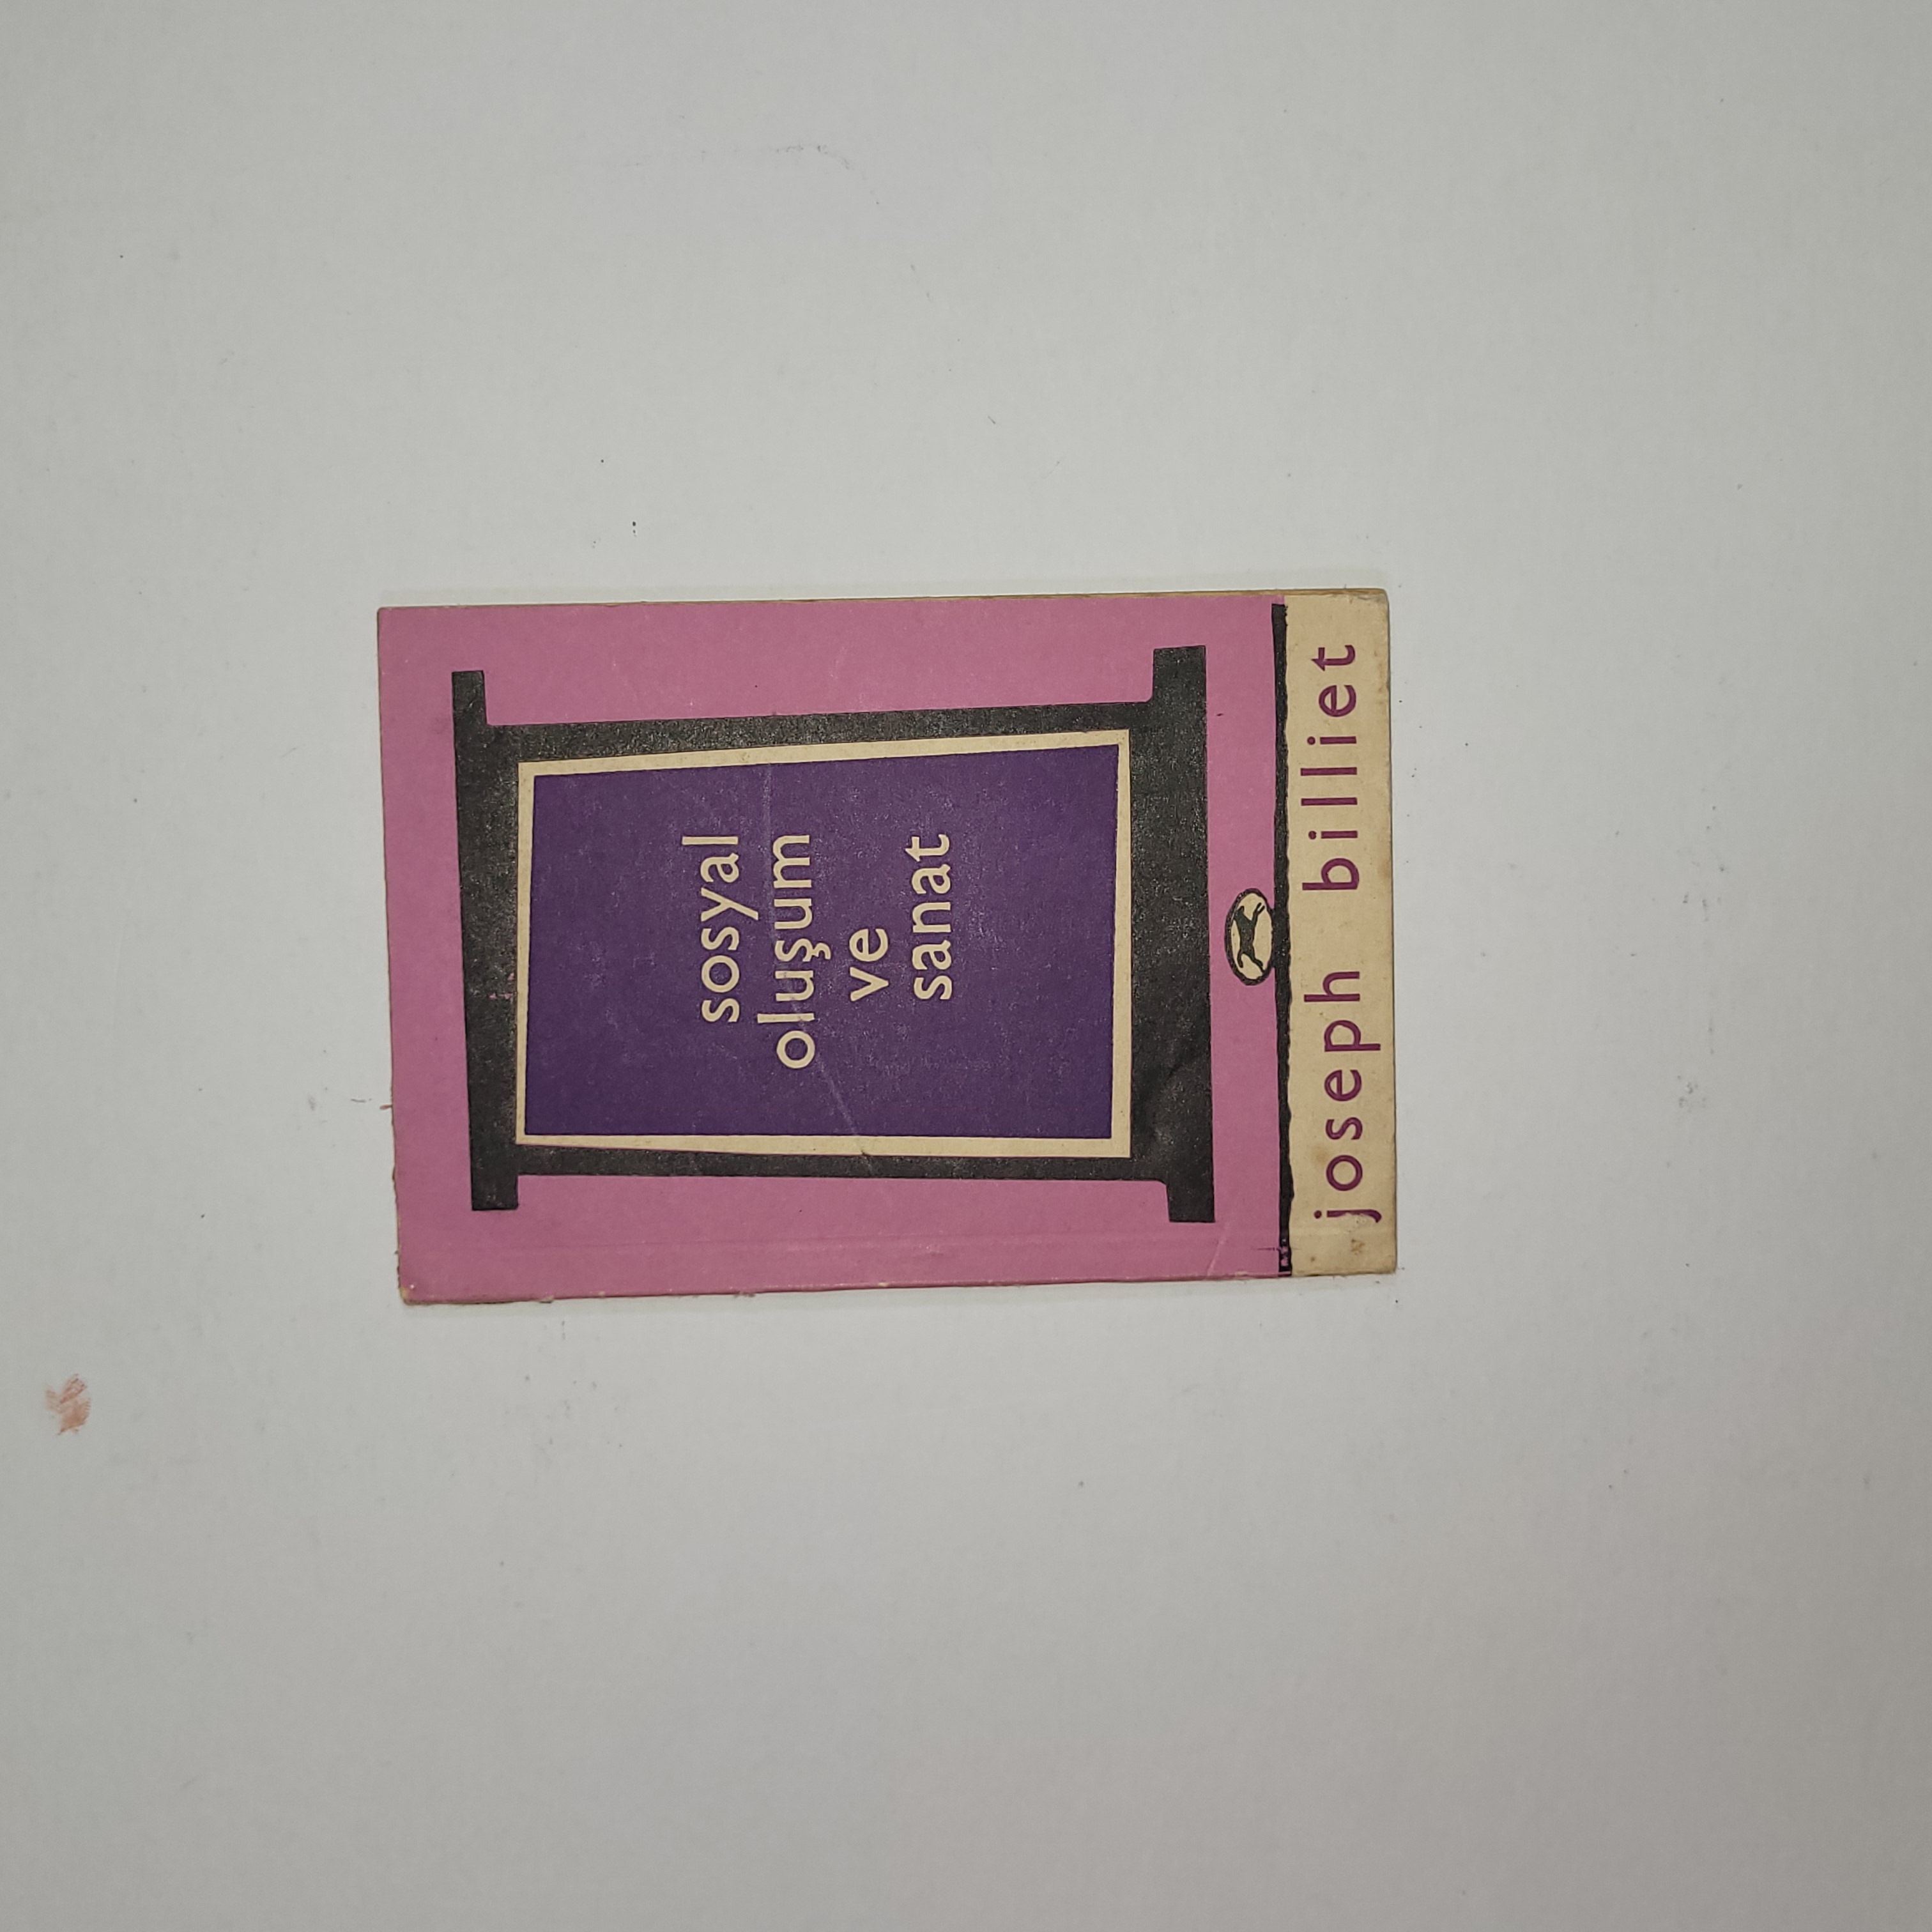 sosyal
oluşum
ve
sanat
joseph billiet